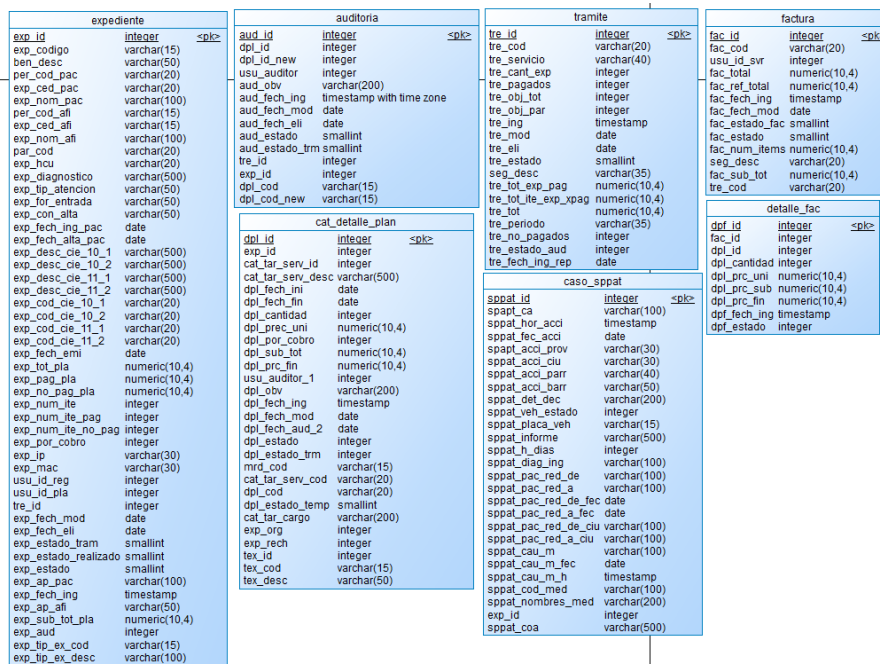 expediente
exp_id integer <pk>
exp_codigo varchar(15)
ben_desc varchar(50)
per_cod_pac varchar(20)
exp_ced_pac varchar(20)
exp_nom_pac varchar(100)
per_cod_afi varchar(15)
exp_ced_afi varchar(15)
exp_nom_afi varchar(100)
par_cod varchar(20)
exp_hcu varchar(20)
exp_diagnostico varchar(500)
exp_tip_atencion varchar(50)
exp_for_entrada varchar(50)
exp_con_alta varchar(50)
exp_fech_ing_pac date
exp_fech_alta_pac date
exp_desc_cie_10_1 varchar(500)
exp_desc_cie_10_2 varchar(500)
exp_desc_cie_11_1 varchar(500)
exp_desc_cie_11_2 varchar(500)
exp_cod_cie_10_1 varchar(20)
exp_cod_cie_10_2 varchar(20)
exp_cod_cie_11_1 varchar(20)
exp_cod_cie_11_2 varchar(20)
exp_fech_emi date
exp_tot_pla numeric(10,4)
exp_pag_pla numeric(10,4)
exp_no_pag_pla numeric(10,4)
exp_num_ite integer
exp_num_ite_pag integer
exp_num_ite_no_pag integer
exp_por_cobro integer
exp_ip varchar(30)
exp_mac varchar(30)
usu_id_reg integer
usu_id_pla integer
tre_id integer
exp_fech_mod date
exp_fech_eli date
exp_estado_tram smallint
exp_estado_realizado smallint
exp_estado smallint
exp_ap_pac varchar(100)
exp_fech_ing timestamp
exp_ap_afi varchar(50)
exp_sub_tot_pla numeric(10,4)
exp_aud integer
exp_tip_ex_cod varchar(15)
exp_tip_ex_desc varchar(100)
auditoria
aud_id integer <pk>
dpl_id integer
dpl_id_new integer
usu_auditor integer
aud_obv varchar(200)
aud_fech_ing timestamp with time zone
aud_fech_mod date
aud_fech_eli date
aud_estado smallint
aud_estado_trm smallint
tre_id integer
exp_id integer
dpl_cod varchar(15)
dpl_cod_new varchar(15)
cat_detalle_plan
dpl_id integer <pk>
exp_id integer
cat_tar_serv_id integer
cat_tar_serv_desc varchar(500)
dpl_fech_ini date
dpl_fech_fin date
dpl_cantidad integer
dpl_prec_uni numeric(10,4)
dpl_por_cobro integer
dpl_sub_tot numeric(10,4)
dpl_prc_fin numeric(10,4)
usu_auditor_1 integer
dpl_obv varchar(200)
dpl_fech_ing timestamp
dpl_fech_mod date
dpl_fech_aud_2 date
dpl_estado integer
dpl_estado_trm integer
mrd_cod varchar(15)
cat_tar_serv_cod varchar(20)
dpl_cod varchar(20)
dpl_estado_temp smallint
cat_tar_cargo varchar(200)
exp_org integer
exp_rech integer
tex_id integer
tex_cod varchar(15)
tex_desc varchar(50)
tramite
tre_id integer <pk>
tre_cod varchar(20)
tre_servicio varchar(40)
tre_cant_exp integer
tre_pagados integer
tre_obj_tot integer
tre_obj_par integer
tre_ing timestamp
tre_mod date
tre_eli date
tre_estado smallint
seg_desc varchar(35)
tre_tot_exp_pag numeric(10,4)
tre_tot_ite_exp_xpag numeric(10,4)
tre_tot numeric(10,4)
tre_periodo varchar(35)
tre_no_pagados integer
tre_estado_aud integer
tre_fech_ing_rep date
caso_sppat
sppat_id integer <pk>
spapt_ca varchar(100)
sppat_hor_acci timestamp
sppat_fec_acci date
sppat_acci_prov varchar(30)
sppat_acci_ciu varchar(30)
sppat_acci_parr varchar(40)
sppat_acci_barr varchar(50)
sppat_det_dec varchar(200)
sppat_veh_estado integer
sppat_placa_veh varchar(15)
sppat_informe varchar(500)
sppat_h_dias integer
sppat_diag_ing varchar(100)
sppat_pac_red_de varchar(100)
sppat_pac_red_a varchar(100)
sppat_pac_red_de_fec date
sppat_pac_red_a_fec date
sppat_pac_red_de_ciu varchar(100)
sppat_pac_red_a_ciu varchar(100)
sppat_cau_m varchar(100)
sppat_cau_m_fec date
sppat_cau_m_h timestamp
sppat_cod_med varchar(100)
sppat_nombres_med varchar(200)
exp_id integer
sppat_coa varchar(500)
factura
fac_id integer <pk>
fac_cod varchar(20)
usu_id_svr integer
fac_total numeric(10,4)
fac_ref_total numeric(10,4)
fac_fech_ing timestamp
fac_fech_mod date
fac_estado_fac smallint
fac_estado smallint
fac_num_items numeric(10,4)
seg_desc varchar(20)
fac_sub_tot numeric(10,4)
tre_cod varchar(20)
detalle_fac
dpf_id integer <pk>
fac_id integer
dpl_id integer
dpl_cantidad integer
dpl_prc_uni numeric(10,4)
dpl_prc_sub numeric(10,4)
dpl_prc_fin numeric(10,4)
dpf_fech_ing timestamp
dpf_estado integer